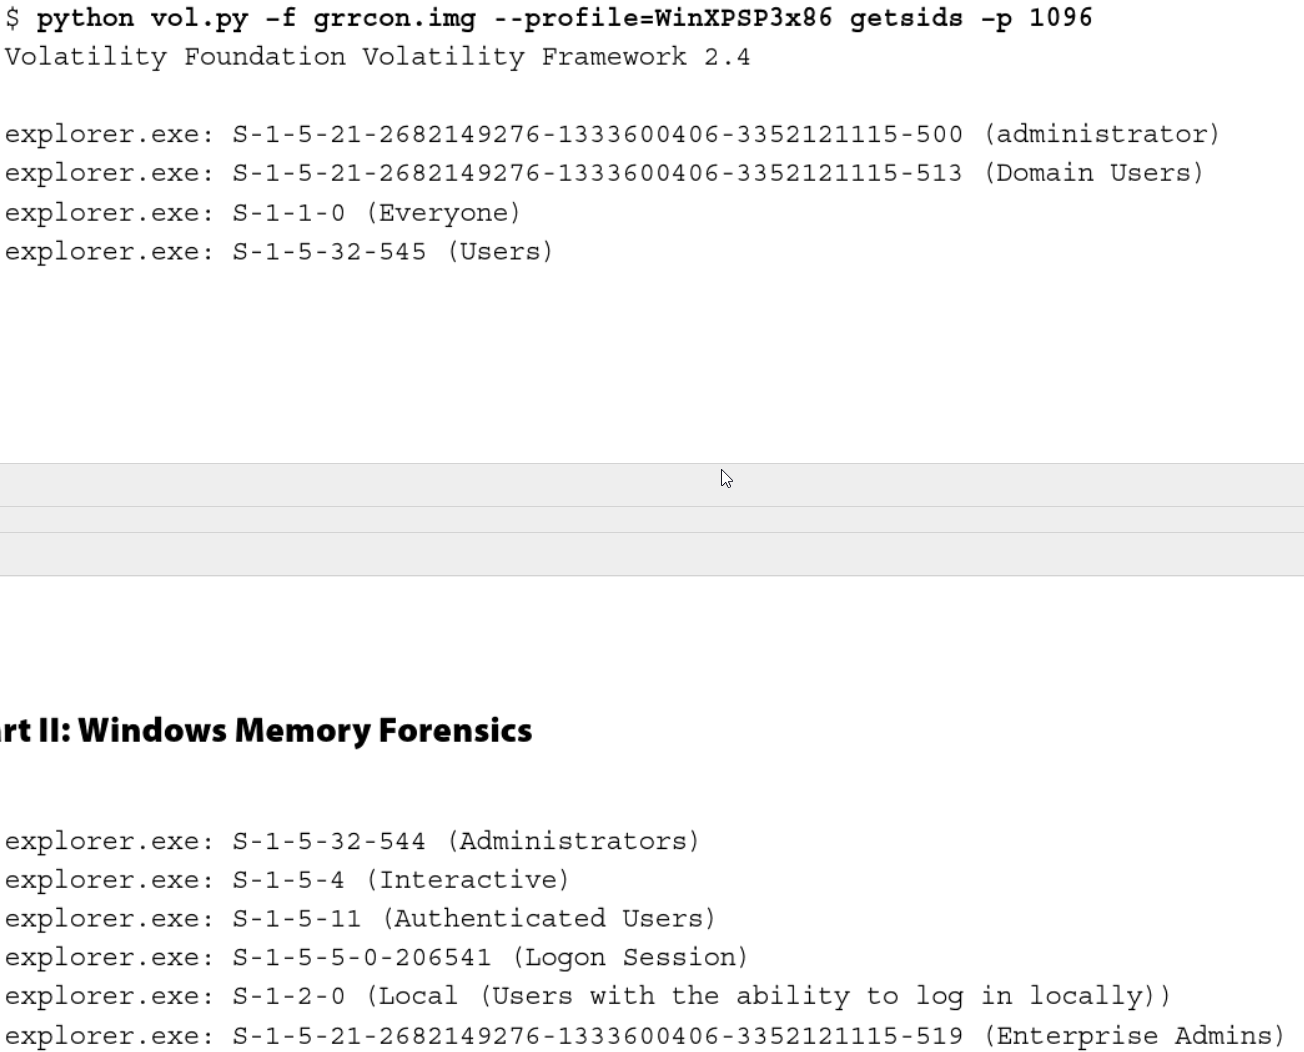 $ python vol.py –f grrcon.img --profile=WinXPSP3x86 getsids –p 1096
Volatility Foundation Volatility Framework 2.4
explorer.exe: S-1-5-21-2682149276-1333600406-3352121115-500 (administrator)
explorer.exe: S-1-5-21-2682149276-1333600406-3352121115-513 (Domain Users)
explorer.exe: S-1-1-0 (Everyone)
explorer.exe: S-1-5-32-545 (Users)
rt II: Windows Memory Forensics
explorer.exe: S-1-5-32-544 (Administrators)
explorer.exe: S-1-5-4 (Interactive)
explorer.exe: S-1-5-11 (Authenticated Users)
explorer.exe: S-1-5-5-0-206541 (Logon Session)
explorer.exe: S-1-2-0 (Local (Users with the ability to log in locally))
explorer.exe: S-1-5-21-2682149276-1333600406-3352121115-519 (Enterprise Admins)